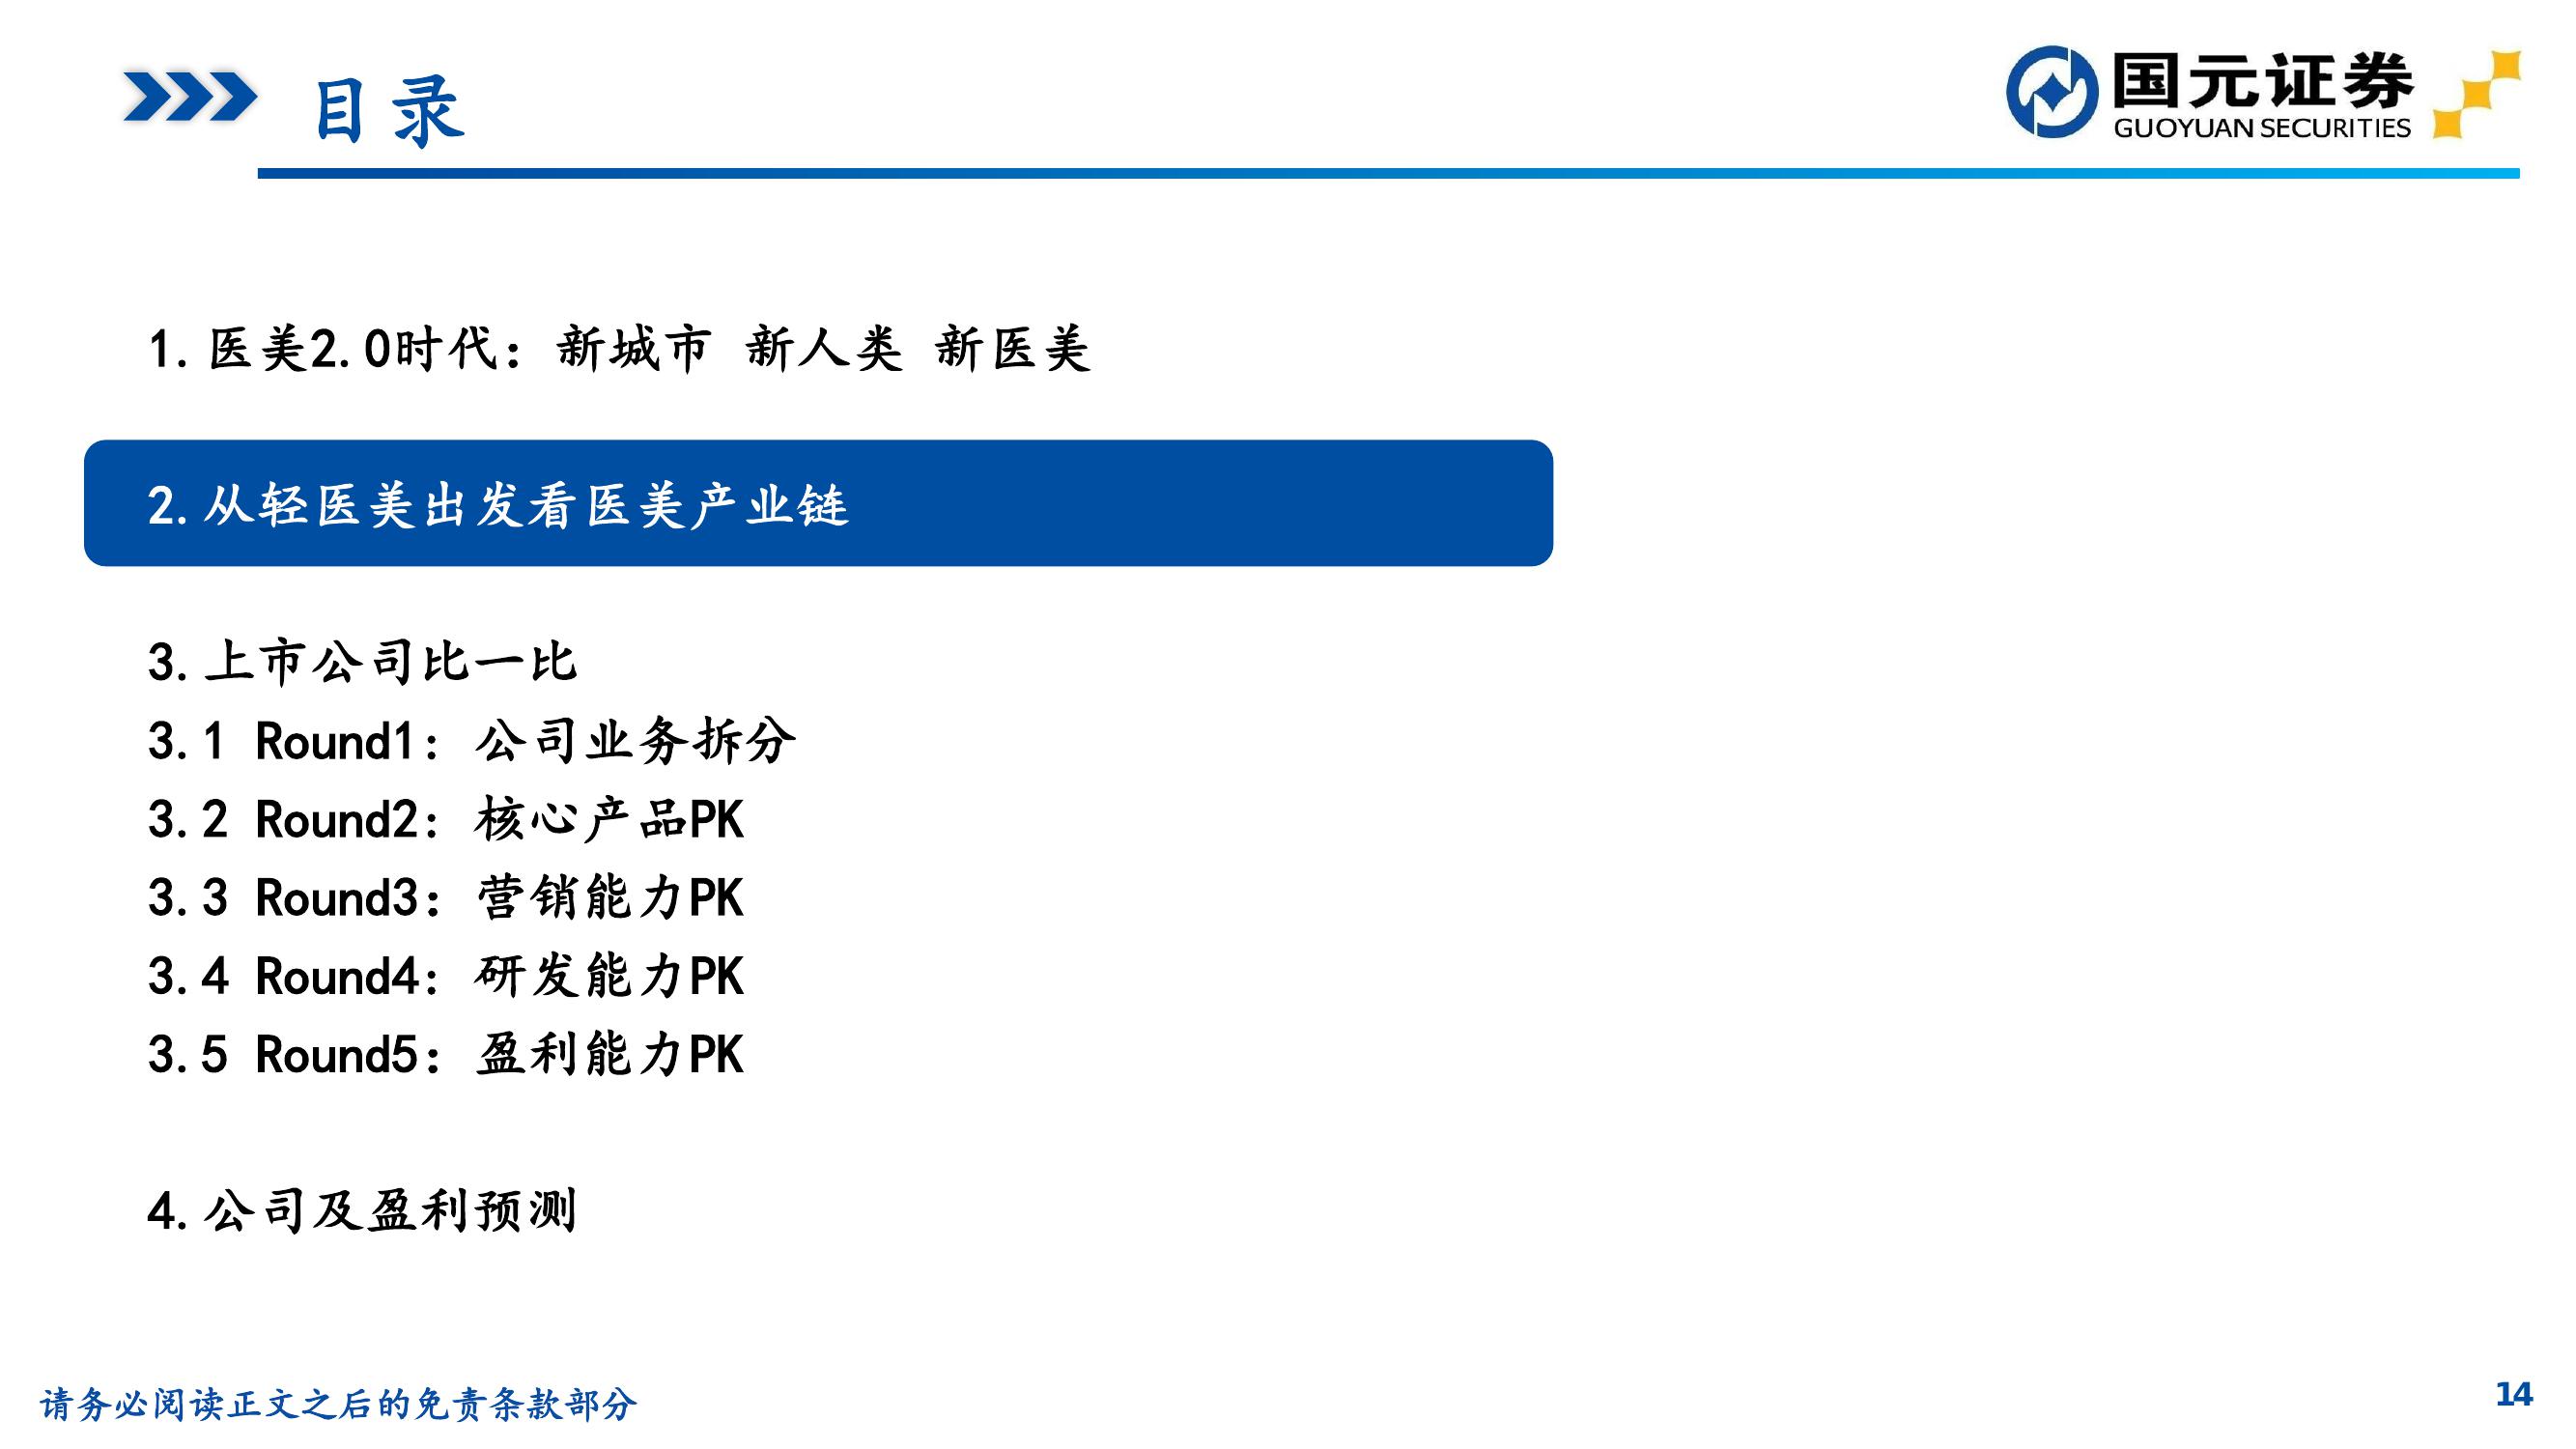 目录
国元证券
GUOYUAN SECURITIES
1.医美2.0时代：新城市 新人类 新医美
2.从轻医美出发看医美产业链
3.上市公司比一比
3.1 Round1：公司业务拆分
3.2 Round2：核心产品PK
3.3 Round3：营销能力PK
3.4 Round4：研发能力PK
3.5 Round5：盈利能力PK
4.公司及盈利预测
请务必阅读正文之后的免责条款部分
14